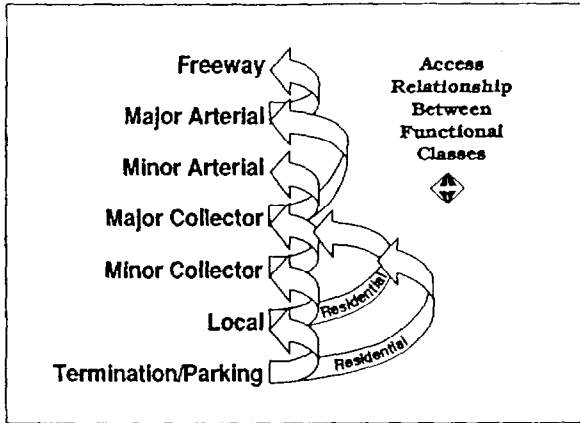 Freeway
Major Arterial
Minor Arterial
Major Collector
Minor Collector
Local
Termination/Parking
Access
Relationship
Between
Functional
Classes
Residential
Residential